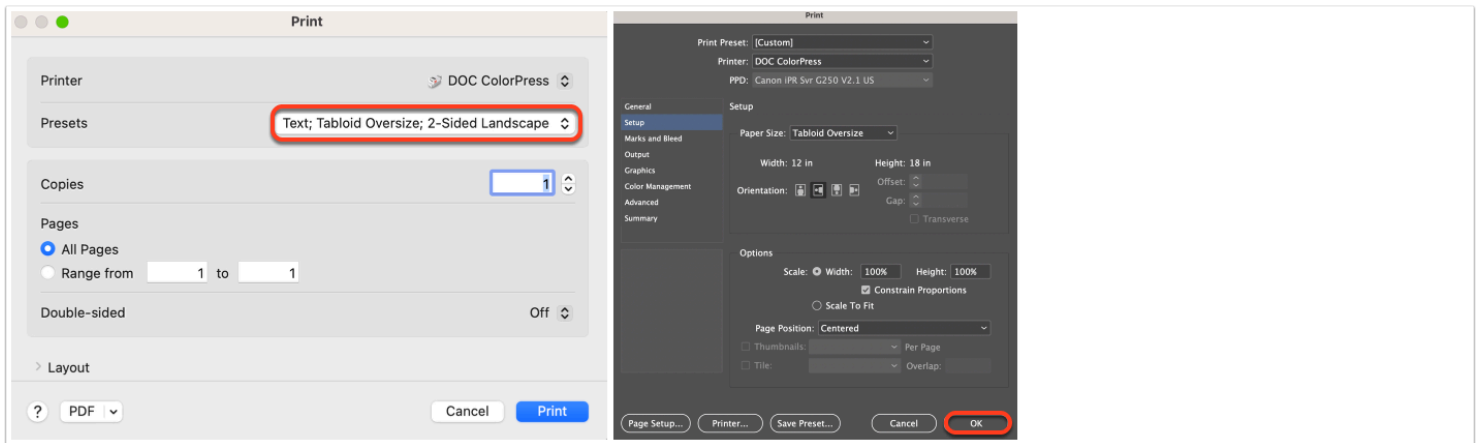 Print
Printer DOC ColorPress
Presets Text; Tabloid Oversize; 2-Sided Landscape
Copies 1
Pages
All Pages
Range from 1 to 1
Double-sided Off
Layout
? PDF Cancel Print
Print
Print Preset: [Custom]
Printer: DOC ColorPress
PPD: Canon iPR Svr G250 V2.1 US
General
Setup
Marks and Bleed
Output
Graphics
Color Management
Advanced
Summary
Setup
Paper Size: Tabloid Oversize
Width: 12 in Height: 18 in
Orientation: Offset:
Gap:
Transverse
Options
Scale: Width: 100% Height: 100%
Constrain Proportions
Scale To Fit
Page Position: Centered
Thumbnails: Per Page
Tile: Overlap:
Page Setup... Printer... Save Preset... Cancel OK